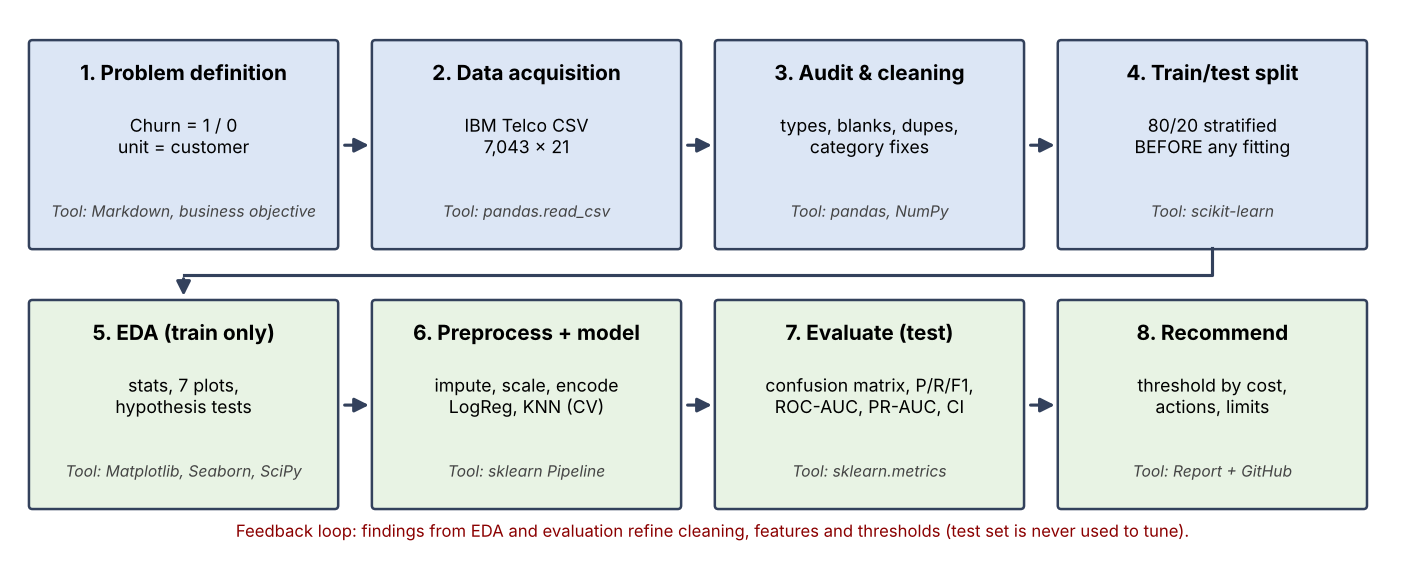 1. Problem definition
Churn = 1 / 0
unit = customer
Tool: Markdown, business objective
2. Data acquisition
IBM Telco CSV
7,043 × 21
Tool: pandas.read_csv
3. Audit & cleaning
types, blanks, dupes,
category fixes
Tool: pandas, NumPy
4. Train/test split
80/20 stratified
BEFORE any fitting
Tool: scikit-learn
5. EDA (train only)
stats, 7 plots,
hypothesis tests
Tool: Matplotlib, Seaborn, SciPy
6. Preprocess + model
impute, scale, encode
LogReg, KNN (CV)
Tool: sklearn Pipeline
7. Evaluate (test)
confusion matrix, P/R/F1,
ROC-AUC, PR-AUC, CI
Tool: sklearn.metrics
8. Recommend
threshold by cost,
actions, limits
Tool: Report + GitHub
Feedback loop: findings from EDA and evaluation refine cleaning, features and thresholds (test set is never used to tune).